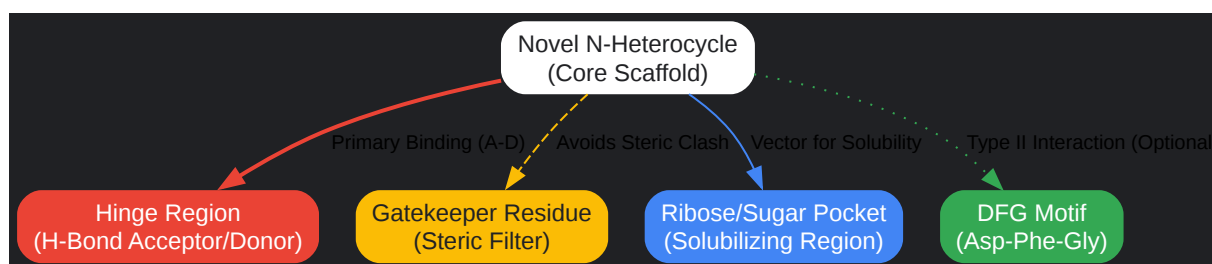 Novel N-Heterocycle
(Core Scaffold)
Primary Binding (A-D)
Avoids Steric Clash
Vector for Solubility
Type II Interaction (Optional
Hinge Region
(H-Bond Acceptor/Donor)
Gatekeeper Residue
(Steric Filter)
Ribose/Sugar Pocket
(Solubilizing Region)
DFG Motif
(Asp-Phe-Gly)